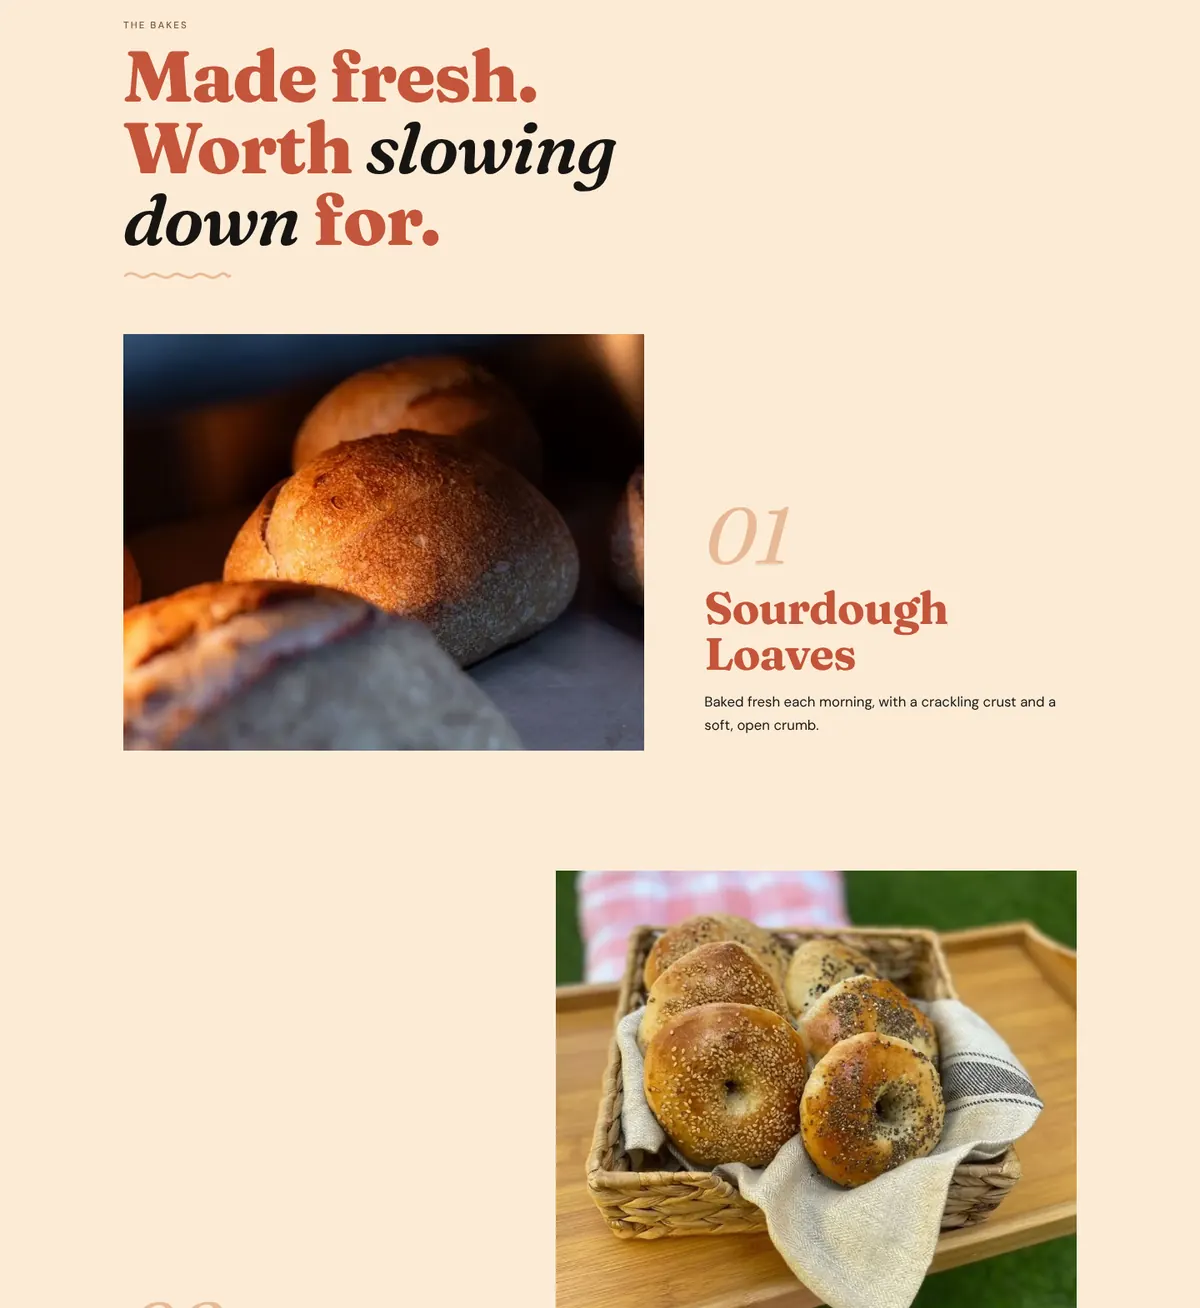 THE BAKES
Made fresh.
Worth slowing
down for.
01
Sourdough
Loaves
Baked fresh each morning, with a crackling crust and a
soft, open crumb.